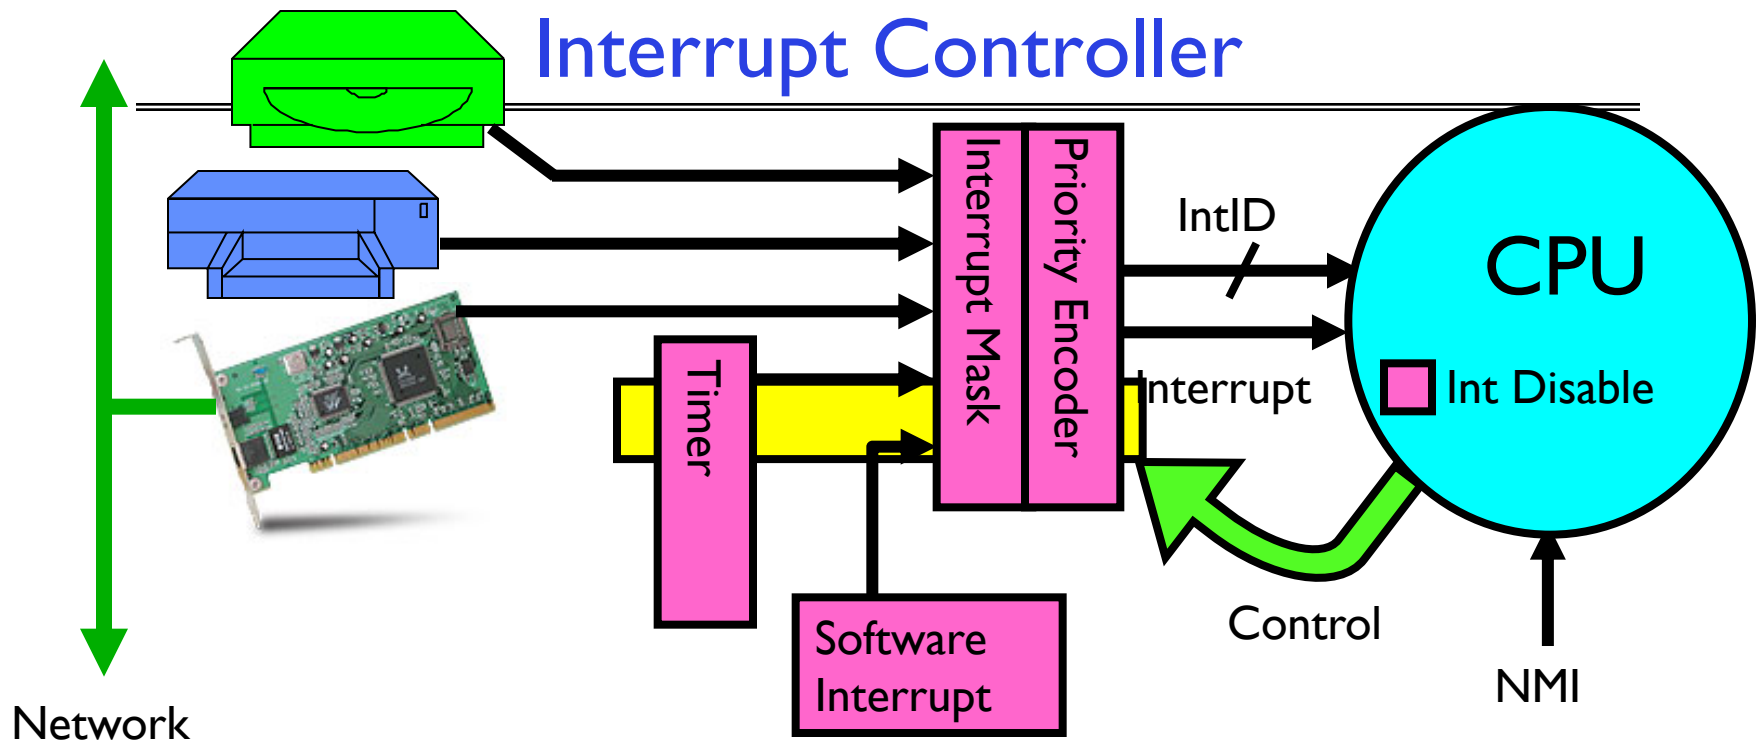 Interrupt Controller
Interrupt Mask
Priority Encoder
IntID
CPU
Timer
Interrupt
Int Disable
Software
Interrupt
Control
NMI
Network